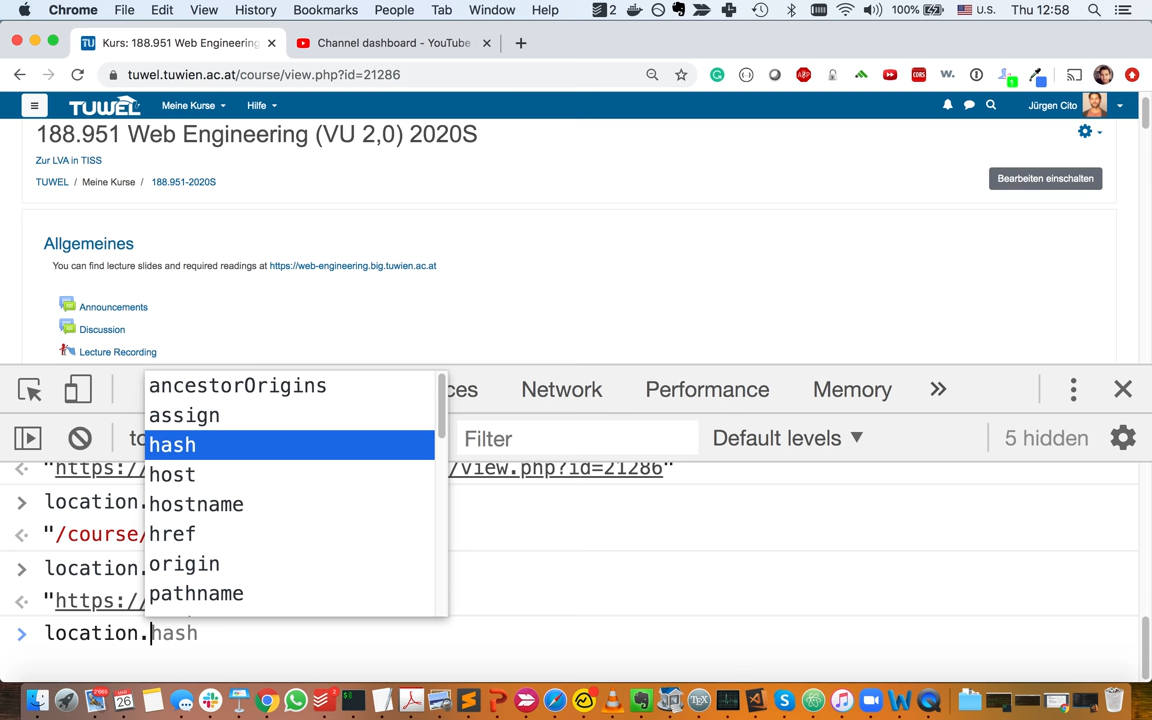 Chrome File Edit View History Bookmarks People Tab Window Help 2 100% U.S. Thu 12:58
TU Kurs: 188.951 Web Engineering Channel dashboard - YouTube
tuwel.tuwien.ac.at/course/view.php?id=21286
TUWEL Meine Kurse Hilfe Jürgen Cito
188.951 Web Engineering (VU 2,0) 2020S
Zur LVA in TISS
TUWEL / Meine Kurse / 188.951-2020S
Bearbeiten einschalten
Allgemeines
You can find lecture slides and required readings at https://web-engineering.big.tuwien.ac.at
Announcements
Discussion
Lecture Recording
ces Network Performance Memory
to Filter Default levels ▼ 5 hidden
"https:/ /view.php?id=21286"
location.
"/course/
location.
"https://
location.hash
ancestorOrigins
assign
hash
host
hostname
href
origin
pathname